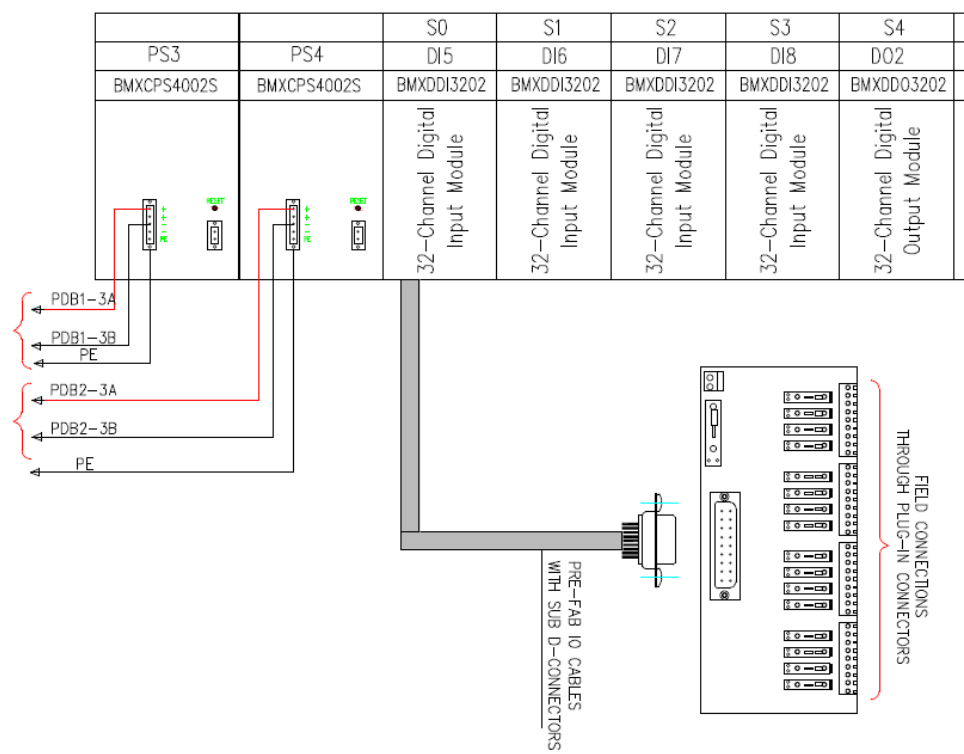 S0 S1 S2 S3 S4
PS3 PS4 DI5 DI6 DI7 DI8 DO2
BMXCPS4002S BMXCPS4002S BMXDDI3202 BMXDDI3202 BMXDDI3202 BMXDDI3202 BMXDDO3202
32-Channel Digital
Input Module
32-Channel Digital
Input Module
32-Channel Digital
Input Module
32-Channel Digital
Input Module
32-Channel Digital
Output Module
RESET
+
+
-
-
PE
RESET
+
+
-
-
PE
PDB1-3A
PDB1-3B
PE
PDB2-3A
PDB2-3B
PE
FIELD CONNECTIONS
THROUGH PLUG-IN CONNECTORS
PRE-FAB IO CABLES
WITH SUB D-CONNECTORS